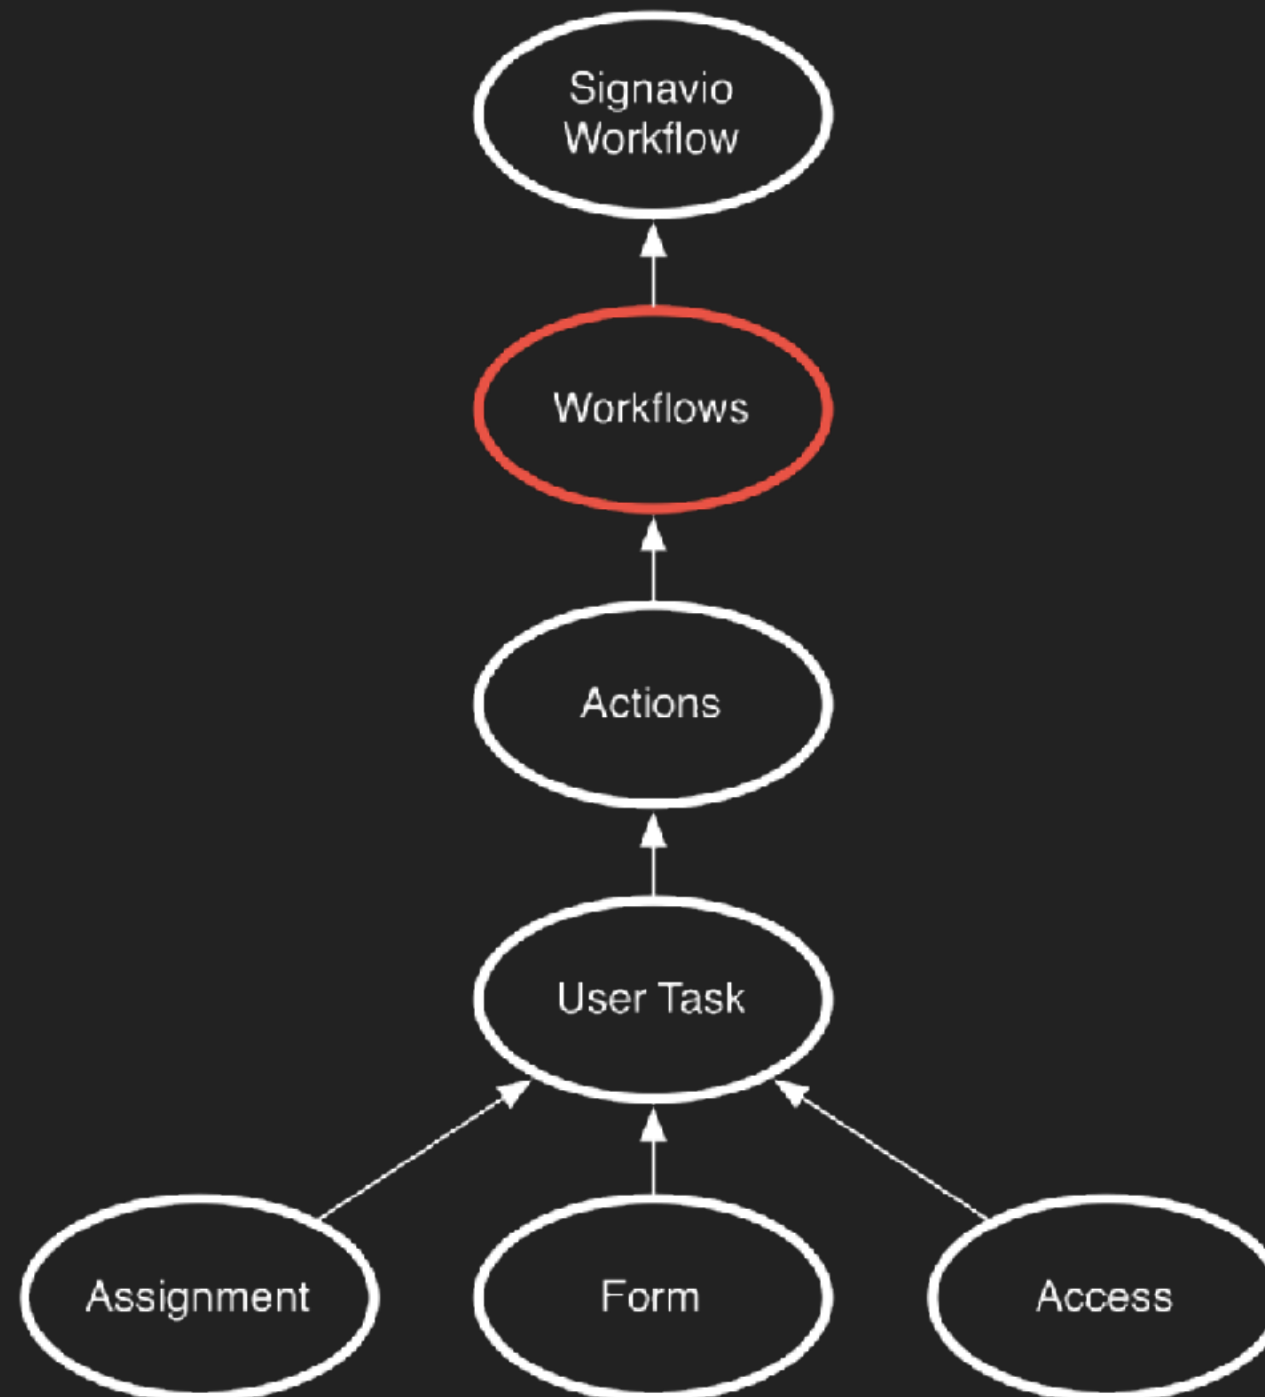 Signavio
Workflow
Workflows
Actions
User Task
Assignment
Form
Access